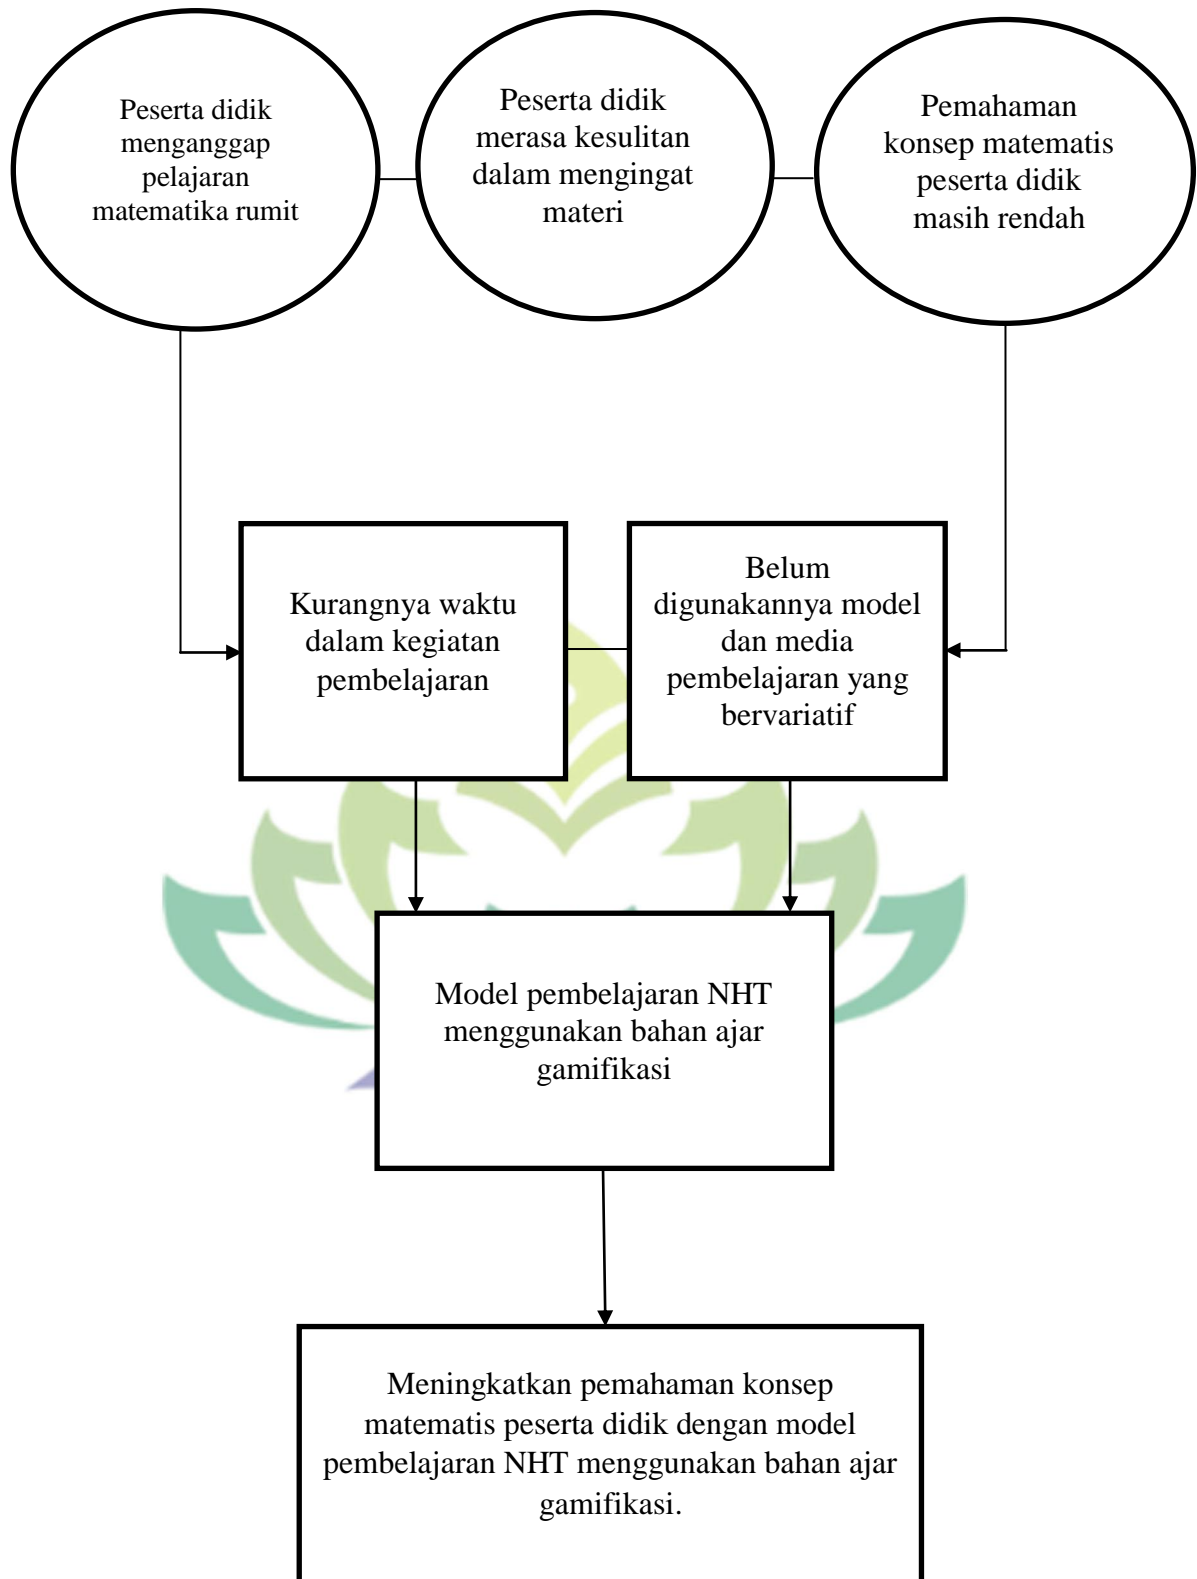 Peserta didik
menganggap
pelajaran
matematika rumit
Peserta didik
merasa kesulitan
dalam mengingat
materi
Pemahaman
konsep matematis
peserta didik
masih rendah
Kurangnya waktu
dalam kegiatan
pembelajaran
Belum
digunakannya model
dan media
pembelajaran yang
bervariatif
Model pembelajaran NHT
menggunakan bahan ajar
gamifikasi
Meningkatkan pemahaman konsep
matematis peserta didik dengan model
pembelajaran NHT menggunakan bahan ajar
gamifikasi.